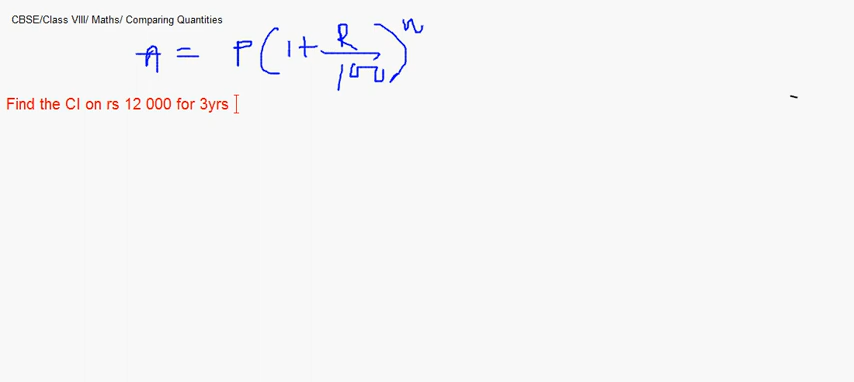 CBSE/Class VIII/ Maths/ Comparing Quantities
A = P(1+R/100)^n
Find the CI on rs 12 000 for 3yrs